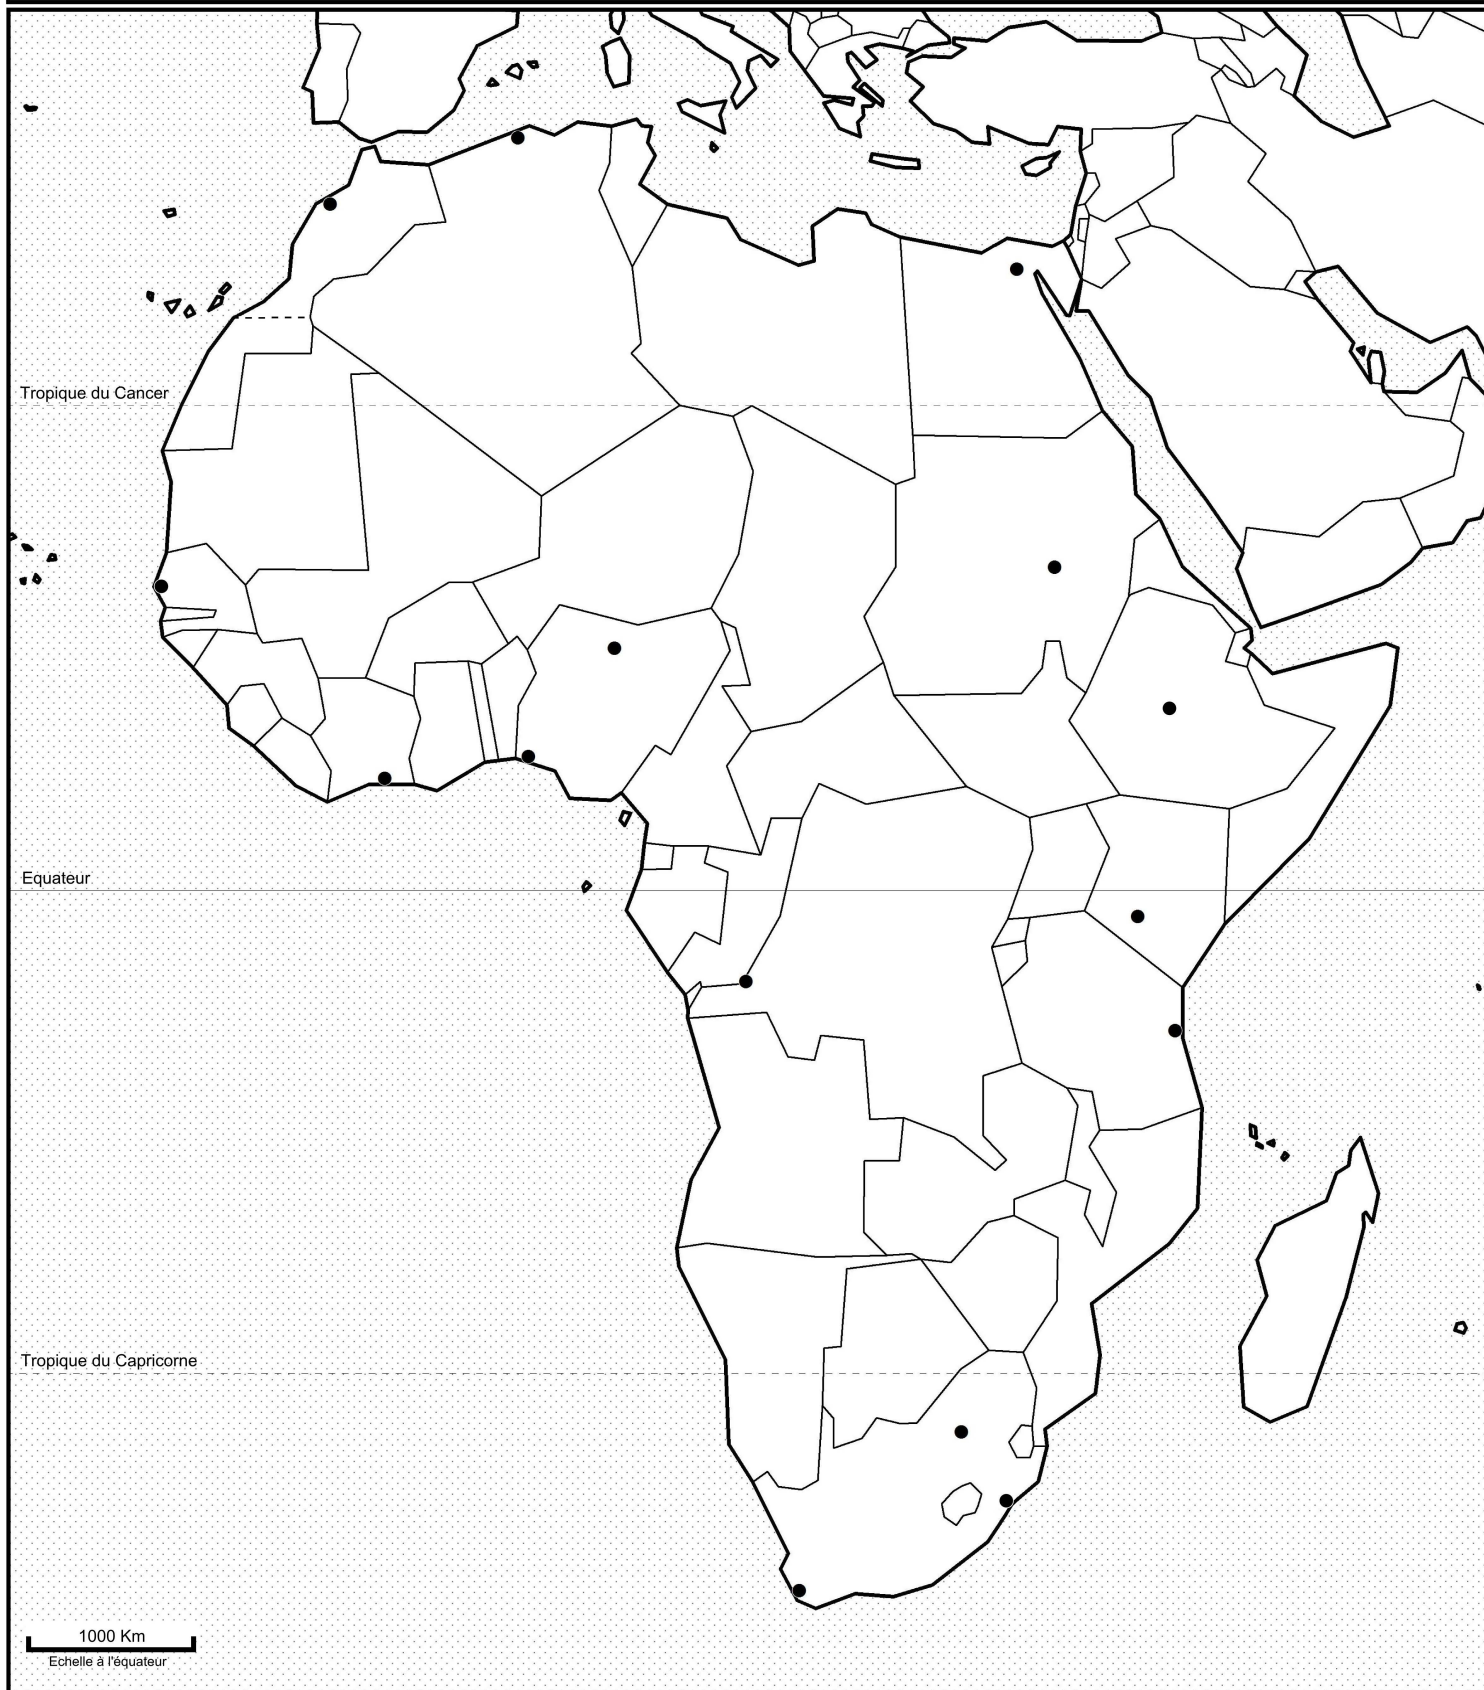 Tropique du Cancer
Equateur
Tropique du Capricorne
1000 Km
Echelle à l'équateur